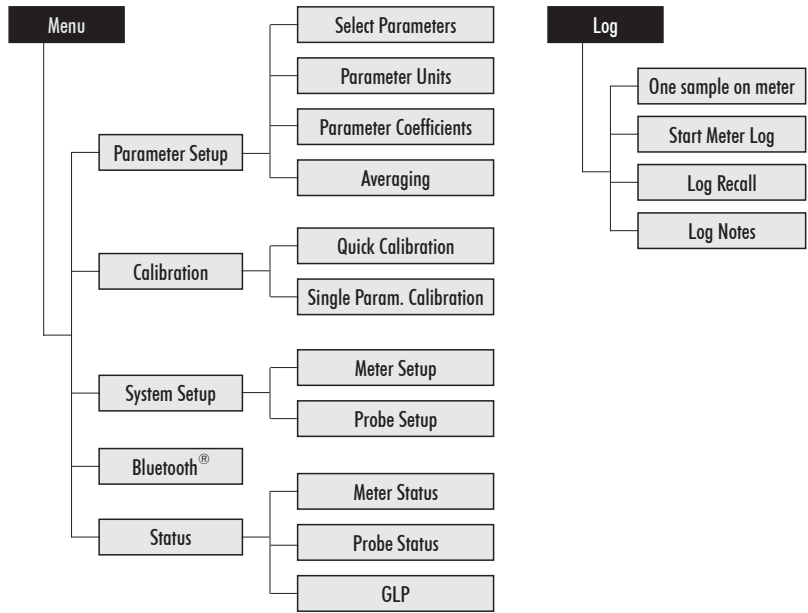 Menu
Parameter Setup
Select Parameters
Parameter Units
Parameter Coefficients
Averaging
Calibration
Quick Calibration
Single Param. Calibration
System Setup
Meter Setup
Probe Setup
Bluetooth®
Status
Meter Status
Probe Status
GLP
Log
One sample on meter
Start Meter Log
Log Recall
Log Notes